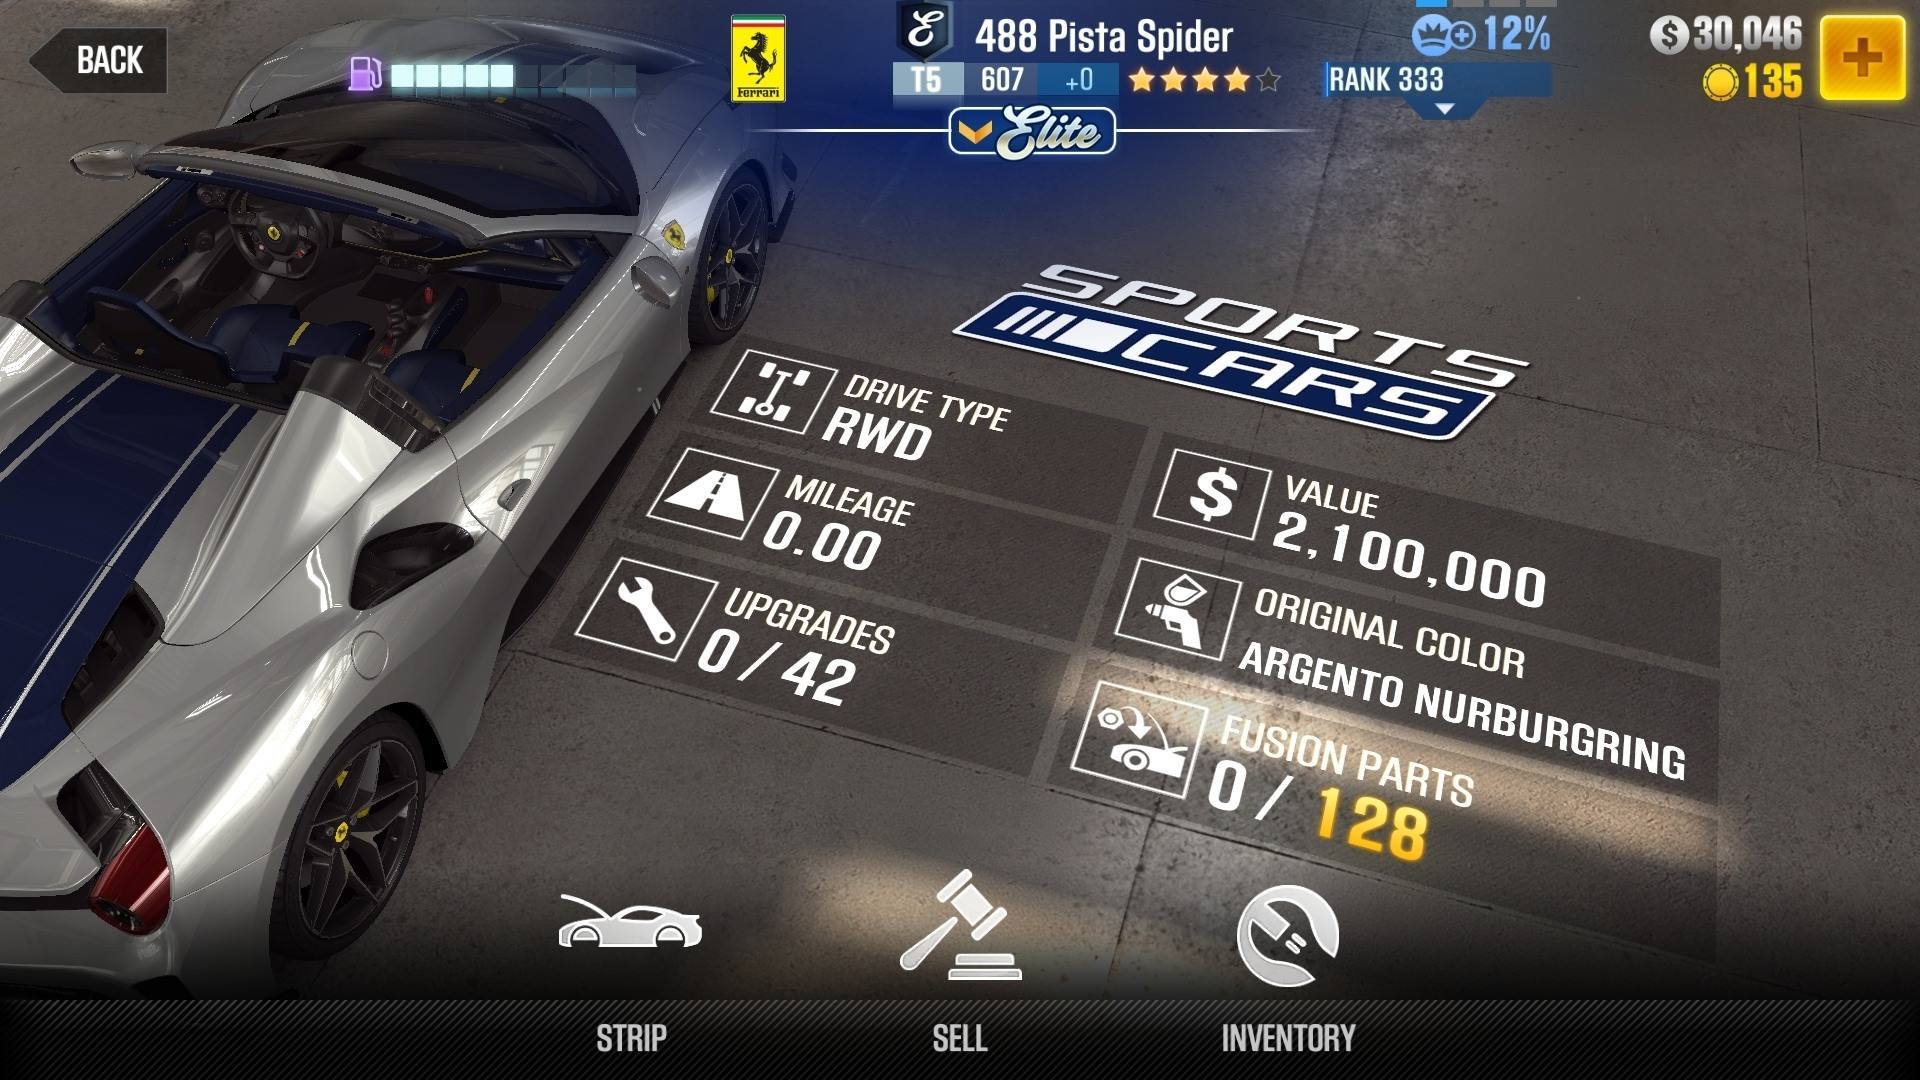 BACK
Ferrari
E
488 Pista Spider
T5 607 +0
Elite
12%
RANK 333
$ 30,046
135
+
SPORTS
CARS
DRIVE TYPE
RWD
MILEAGE
0.00
UPGRADES
0 / 42
$
VALUE
2,100,000
ORIGINAL COLOR
ARGENTO NURBURGRING
FUSION PARTS
0 / 128
STRIP
SELL
INVENTORY